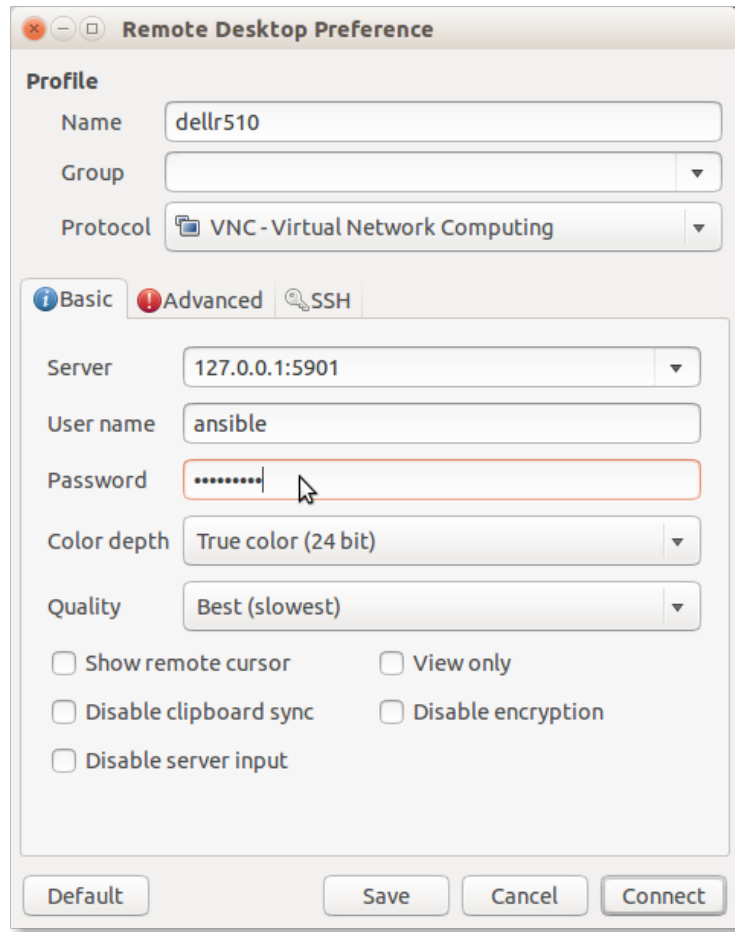 Remote Desktop Preference
Profile
Name dellr510
Group
Protocol VNC - Virtual Network Computing
Basic Advanced SSH
Server 127.0.0.1:5901
User name ansible
Password •••••••••
Color depth True color (24 bit)
Quality Best (slowest)
Show remote cursor View only
Disable clipboard sync Disable encryption
Disable server input
Default Save Cancel Connect